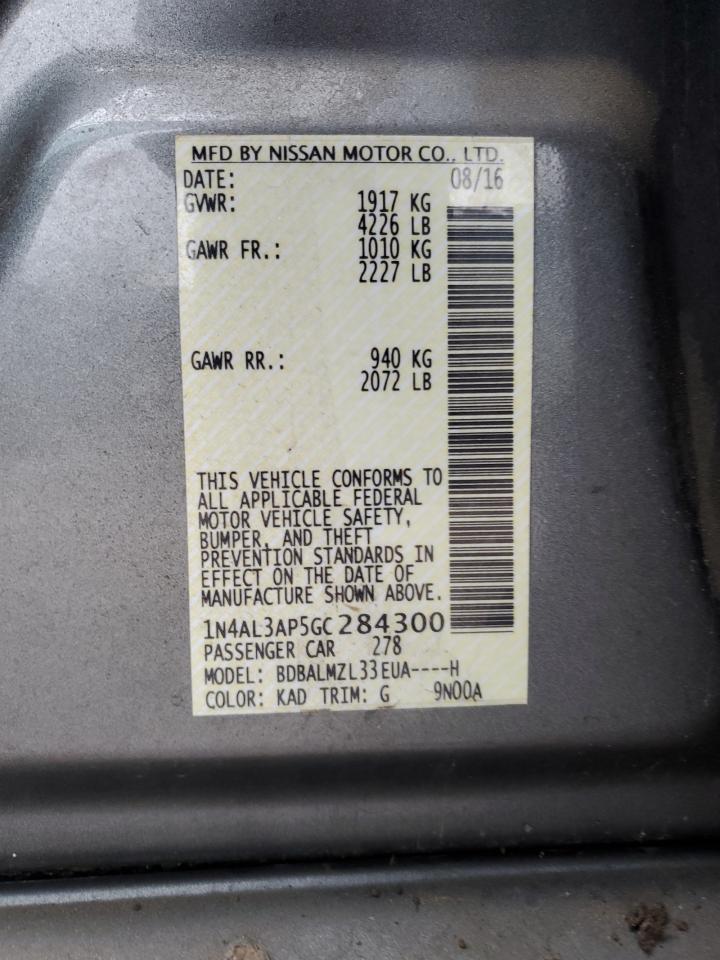 MFD BY NISSAN MOTOR CO., LTD.
DATE: 08/16
GVWR: 1917 KG
4226 LB
GAWR FR.: 1010 KG
2227 LB
GAWR RR.: 940 KG
2072 LB
THIS VEHICLE CONFORMS TO
ALL APPLICABLE FEDERAL
MOTOR VEHICLE SAFETY,
BUMPER, AND THEFT
PREVENTION STANDARDS IN
EFFECT ON THE DATE OF
MANUFACTURE SHOWN ABOVE.
1N4AL3AP5GC284300
PASSENGER CAR 278
MODEL: BDBALMZL33EUA----H
COLOR: KAD TRIM: G 9N00A